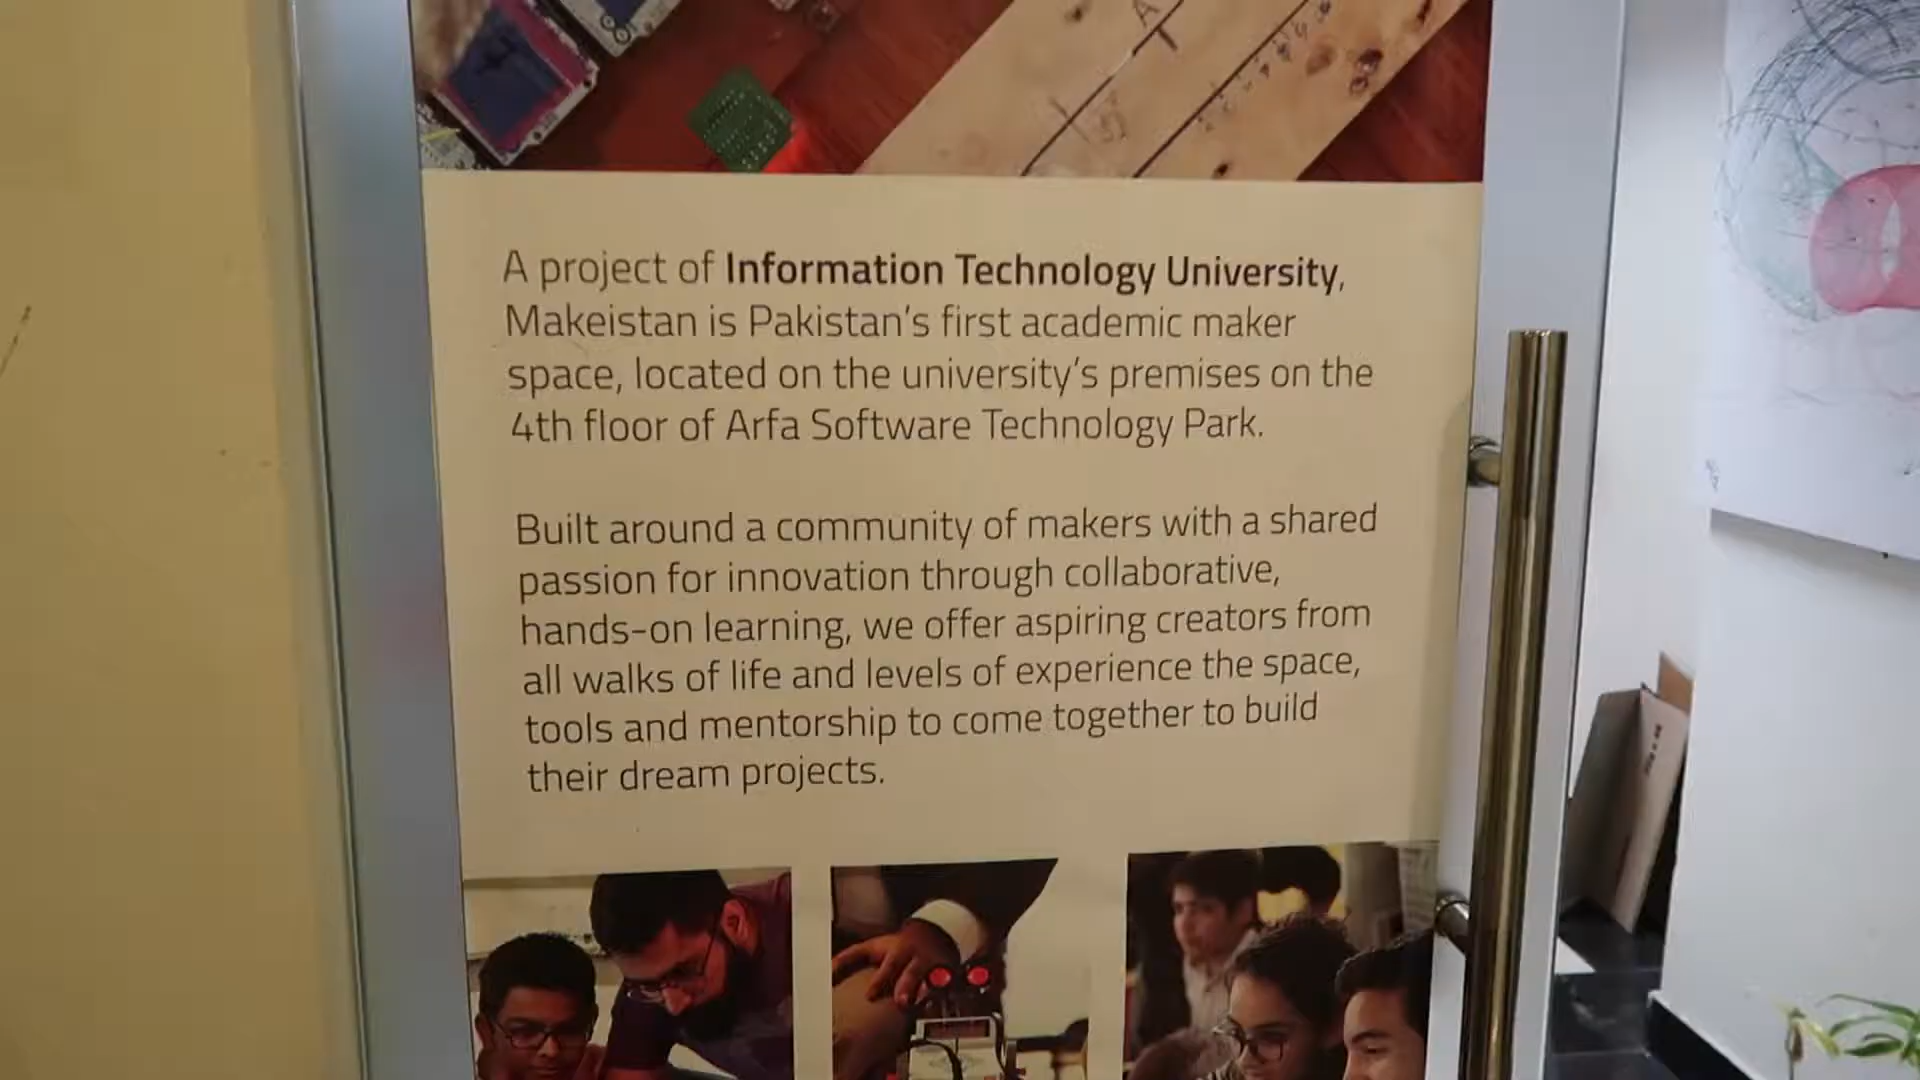 A project of Information Technology University,
Makeistan is Pakistan's first academic maker
space, located on the university's premises on the
4th floor of Arfa Software Technology Park.
Built around a community of makers with a shared
passion for innovation through collaborative,
hands-on learning, we offer aspiring creators from
all walks of life and levels of experience the space,
tools and mentorship to come together to build
their dream projects.